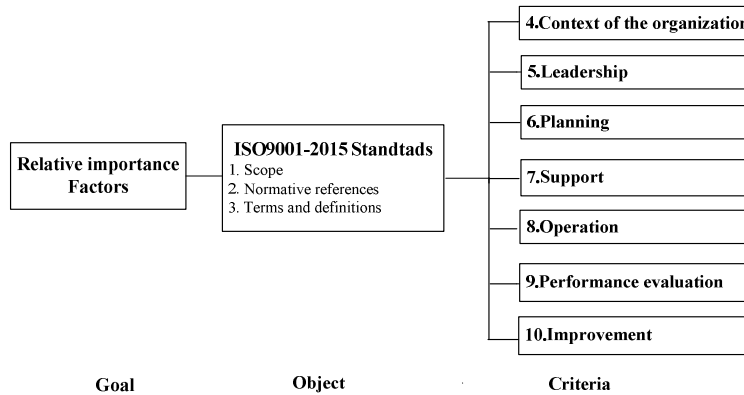 Relative importance
Factors
ISO9001-2015 Standtads
1. Scope
2. Normative references
3. Terms and definitions
4.Context of the organization
5.Leadership
6.Planning
7.Support
8.Operation
9.Performance evaluation
10.Improvement
Goal
Object
Criteria